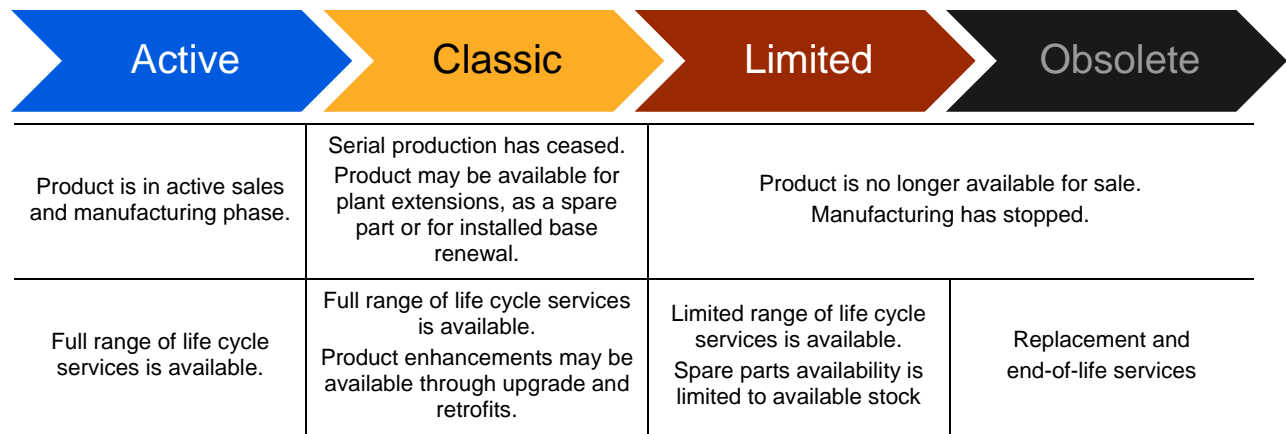 Active
Classic
Limited
Obsolete
Product is in active sales
and manufacturing phase.
Serial production has ceased.
Product may be available for
plant extensions, as a spare
part or for installed base
renewal.
Product is no longer available for sale.
Manufacturing has stopped.
Full range of life cycle
services is available.
Full range of life cycle services
is available.
Product enhancements may be
available through upgrade and
retrofits.
Limited range of life cycle
services is available.
Spare parts availability is
limited to available stock
Replacement and
end-of-life services